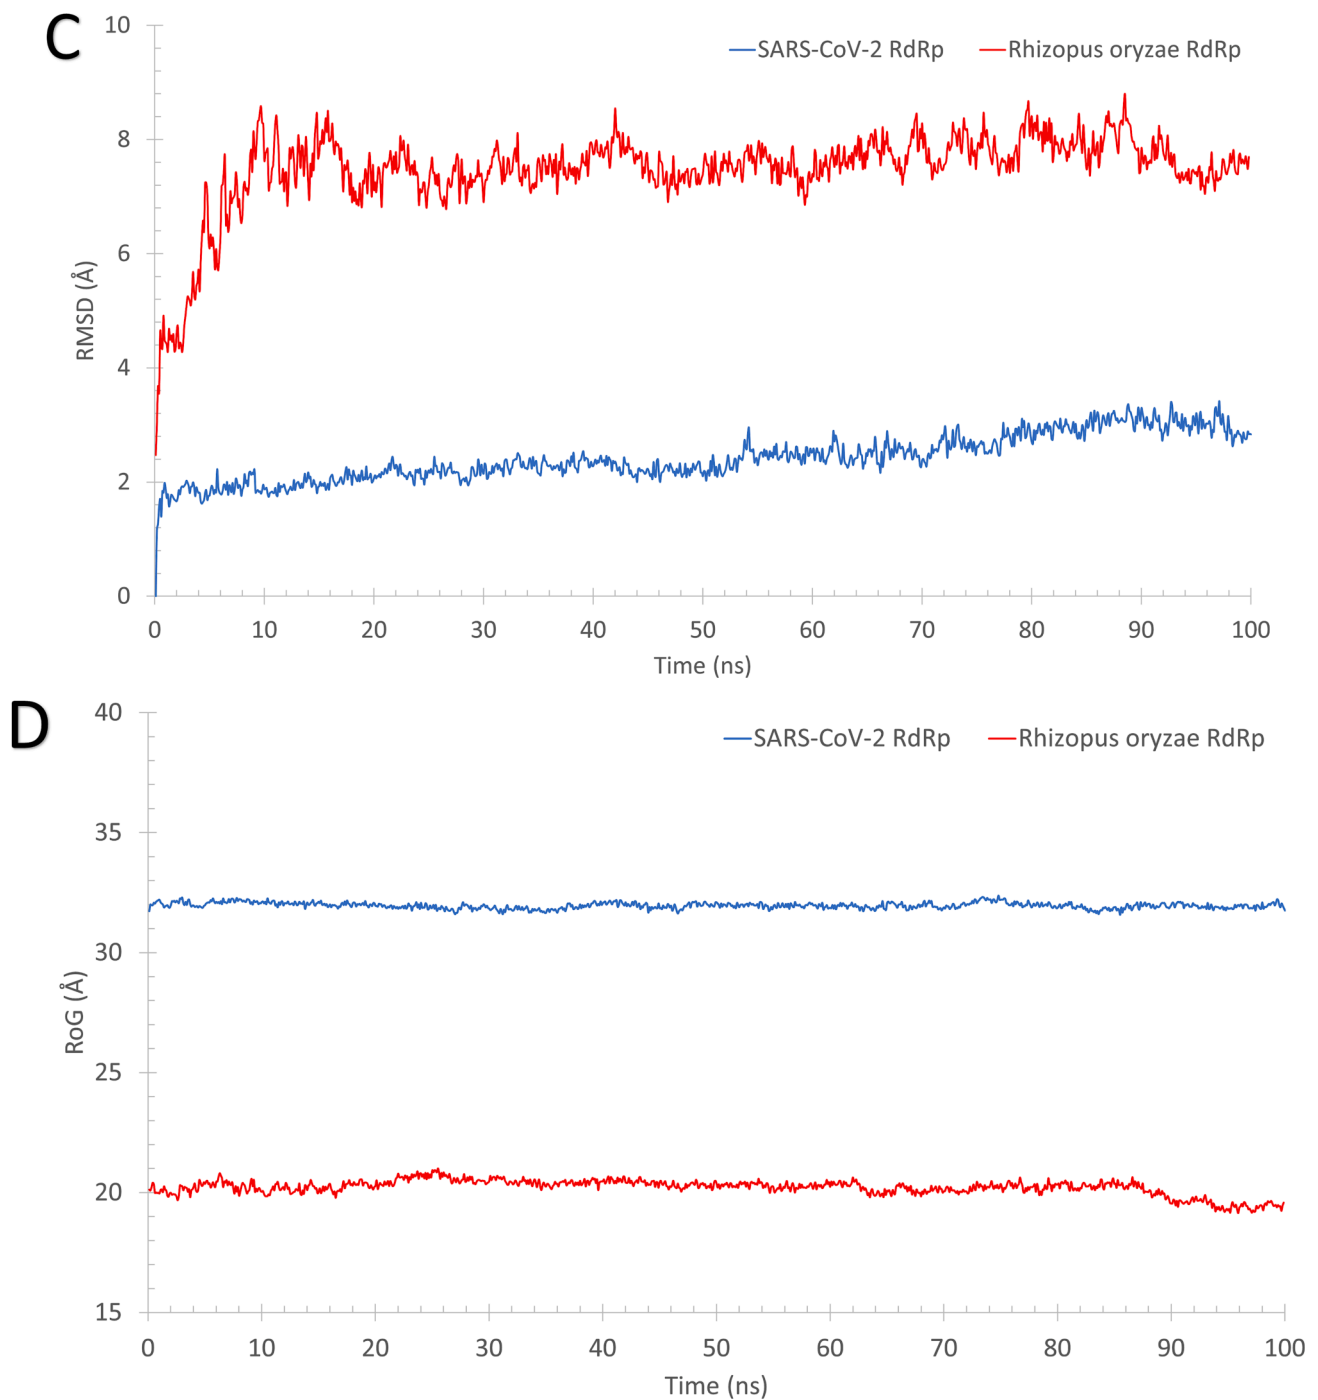 C
SARS-CoV-2 RdRp Rhizopus oryzae RdRp
10
8
6
4
2
0
RMSD (Å)
0 10 20 30 40 50 60 70 80 90 100
Time (ns)
D
SARS-CoV-2 RdRp Rhizopus oryzae RdRp
40
35
30
25
20
15
RoG (Å)
0 10 20 30 40 50 60 70 80 90 100
Time (ns)